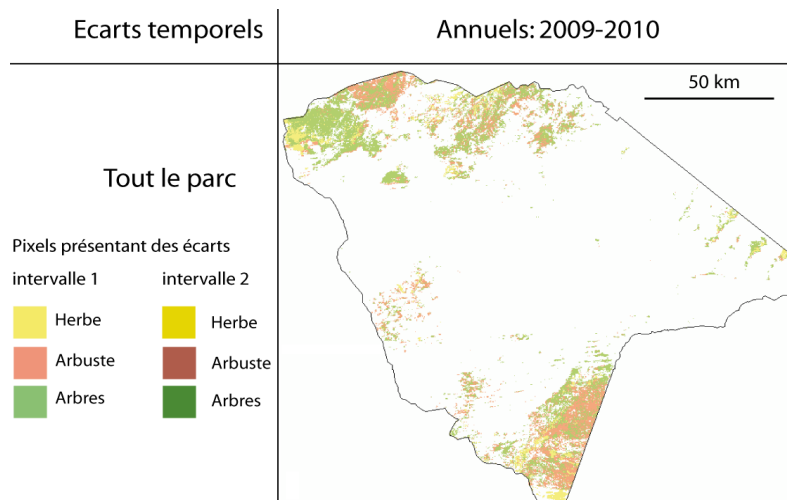 Ecarts temporels
Annuels: 2009-2010
50 km
Tout le parc
Pixels présentant des écarts
intervalle 1
intervalle 2
Herbe
Herbe
Arbuste
Arbuste
Arbres
Arbres